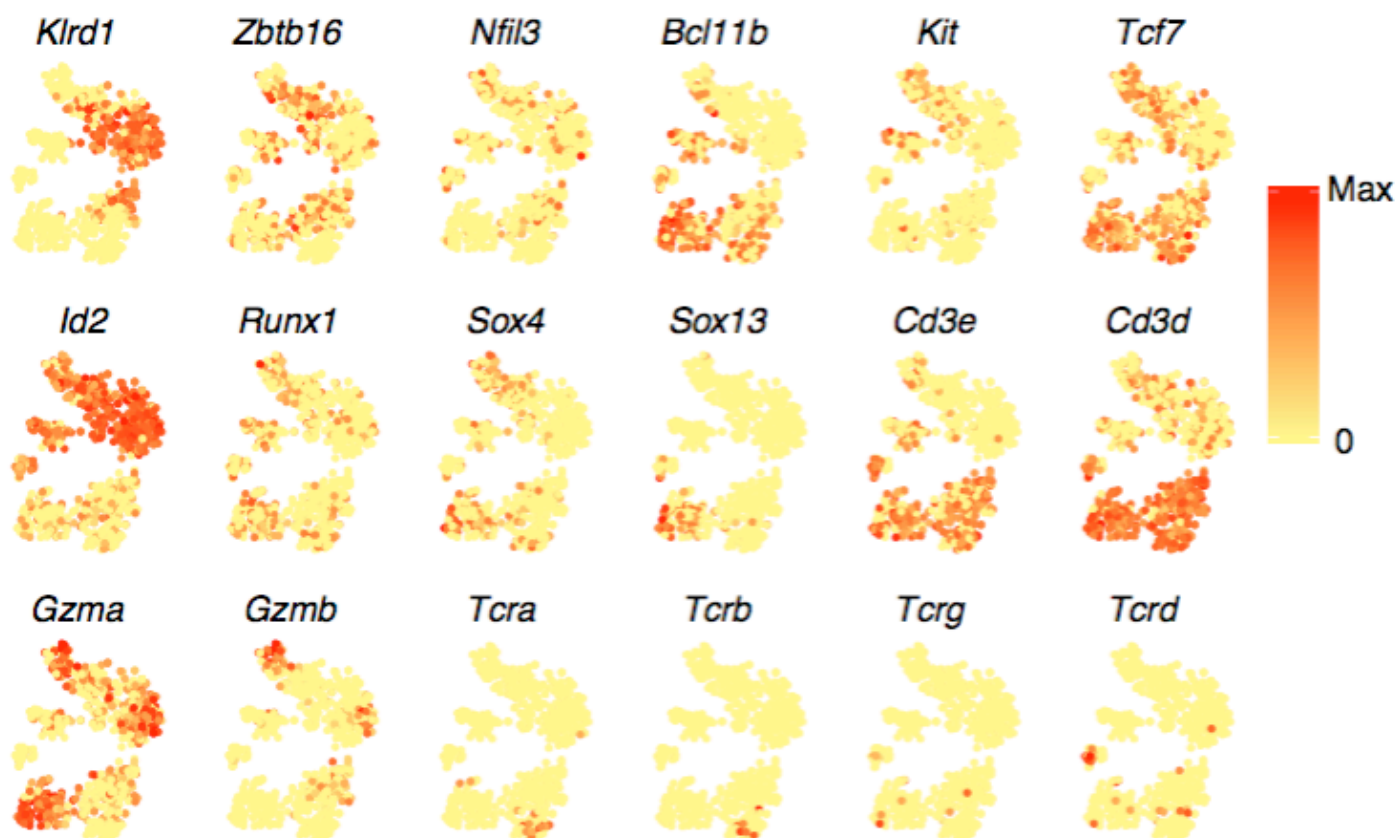 Klrd1 Zbtb16 Nfil3 Bcl11b Kit Tcf7
Max
0
Id2 Runx1 Sox4 Sox13 Cd3e Cd3d
Gzma Gzmb Tcra Tcrb Tcrg Tcrd